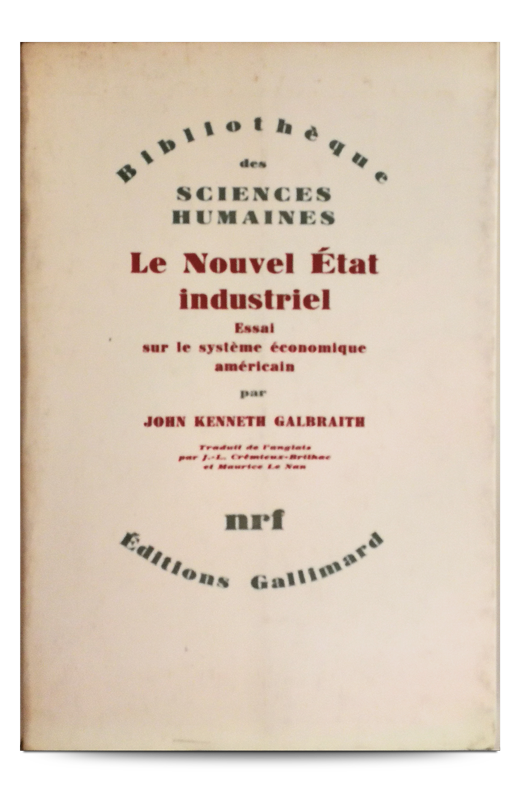 Bibliothèque
des
SCIENCES
HUMAINES
Le Nouvel État
industriel
Essai
sur le système économique
américain
par
JOHN KENNETH GALBRAITH
Traduit de l'anglais
par J.-L. Crémieux-Brilhac
et Maurice Le Nan
nrf
Éditions Gallimard